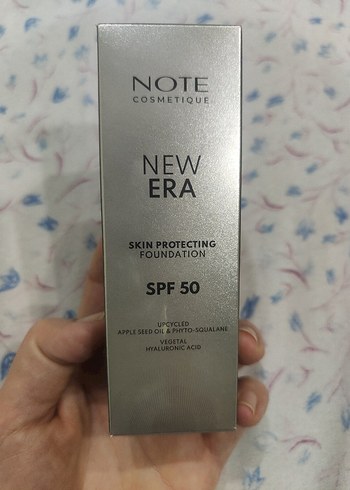 NOTE
COSMETIQUE
NEW
ERA
SKIN PROTECTING
FOUNDATION
SPF 50
UPCYCLED
APPLE SEED OIL & PHYTO-SQUALANE
VEGETAL
HYALURONIC ACID